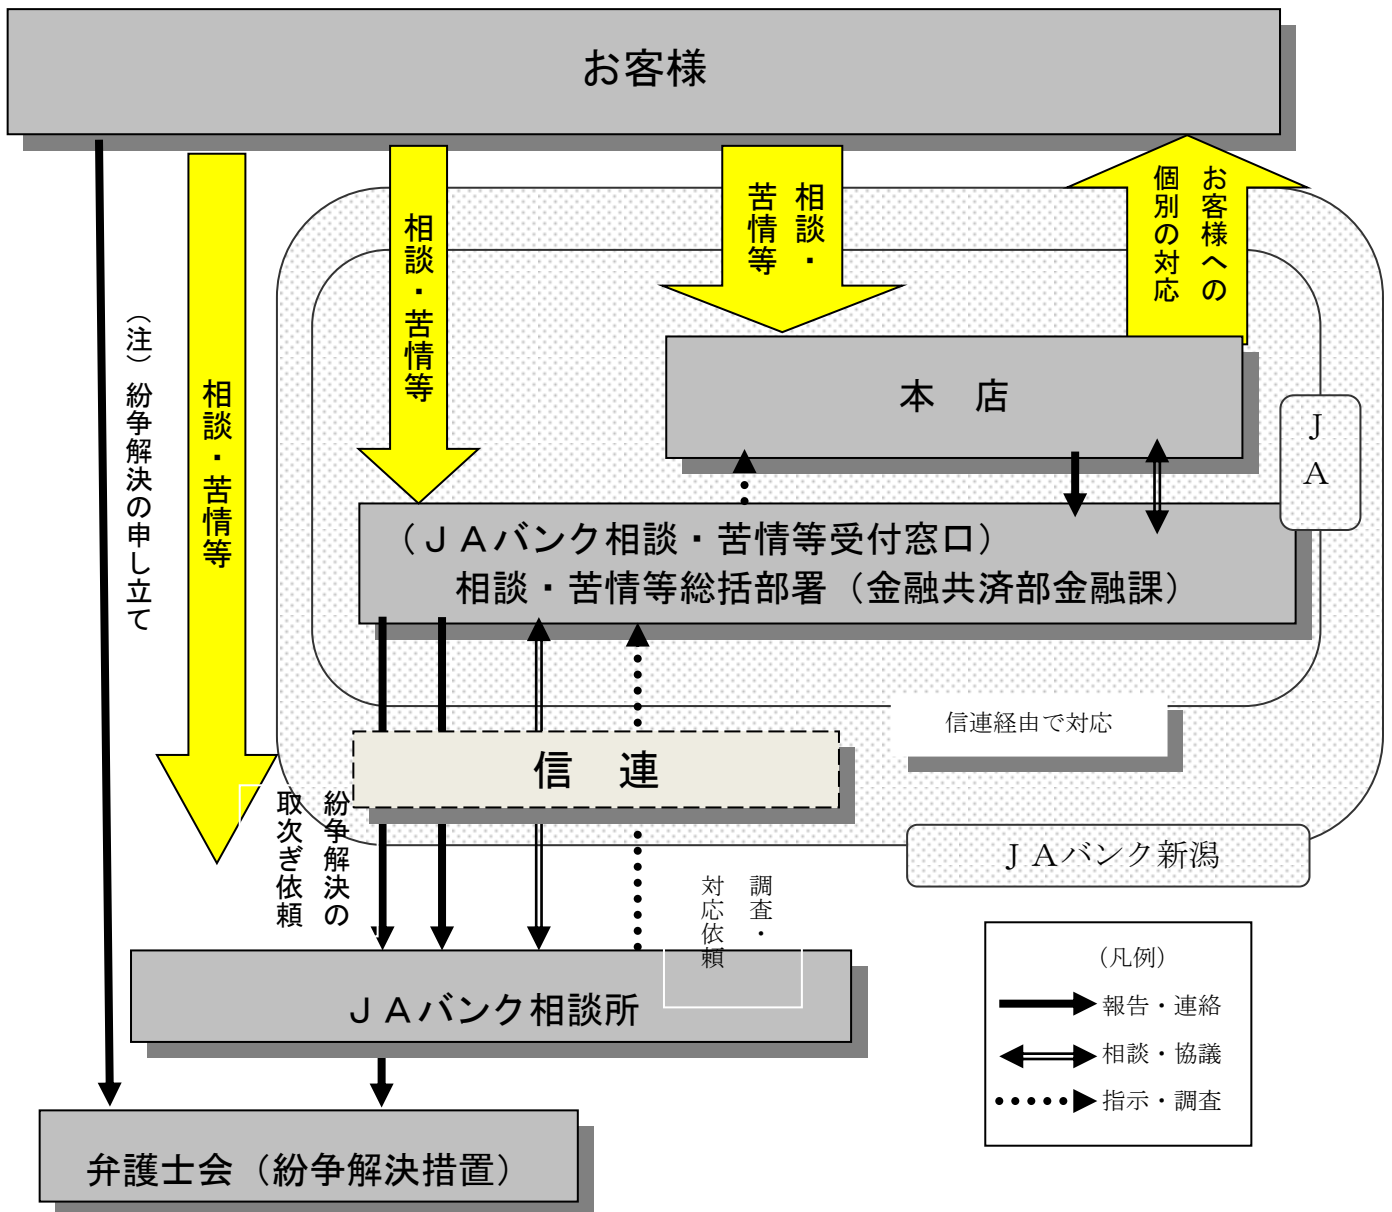 お客様
相談・
苦情等
お客様への
個別の対応
相談・苦情等
相談・苦情等
(注)紛争解決の申し立て
本　店
ＪＡ
（ＪＡバンク相談・苦情等受付窓口）
相談・苦情等総括部署（金融共済部金融課）
信連経由で対応
信　連
ＪＡバンク新潟
紛争解決の
取次ぎ依頼
調査・
対応依頼
ＪＡバンク相談所
(凡例)
報告・連絡
相談・協議
指示・調査
弁護士会（紛争解決措置）